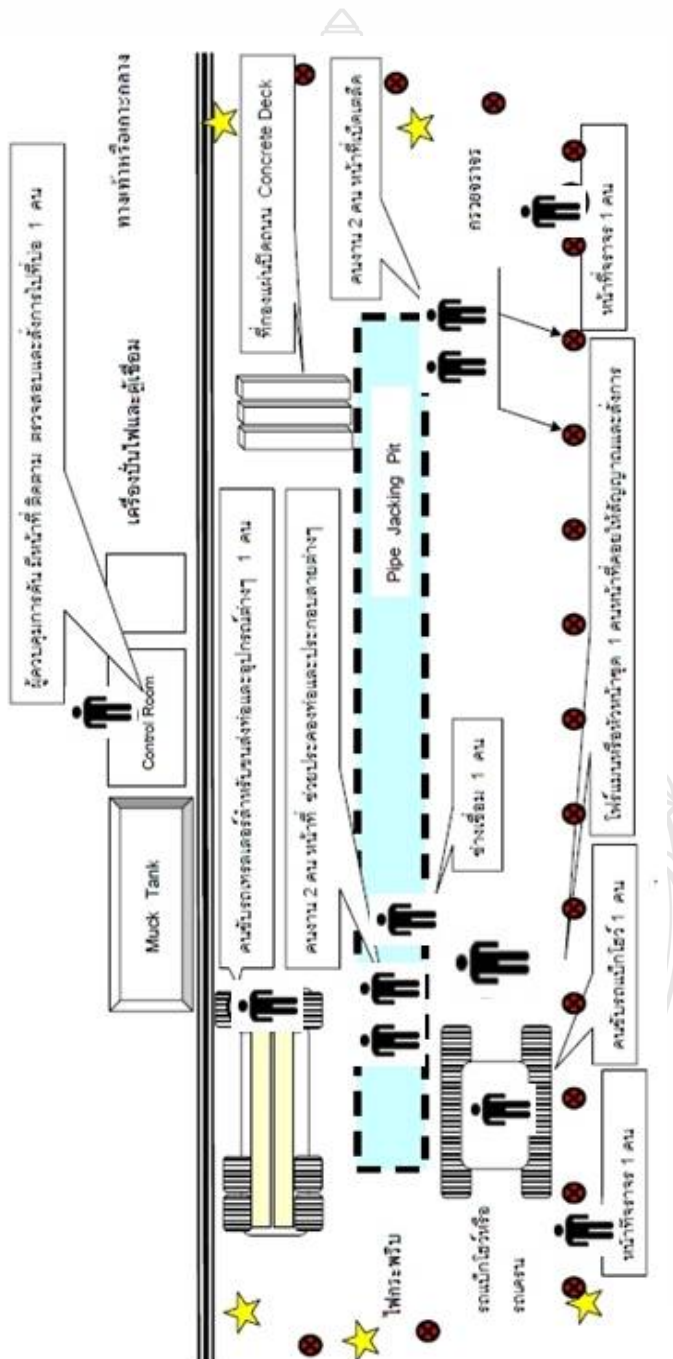 ผู้ควบคุมการดัน มีหน้าที่ ติดตาม ตรวจสอบและสั่งการไปที่บ่อ 1 คน
Muck Tank
Control Room
เครื่องปั่นไฟและตู้เชื่อม
ทางเท้าหรือเกาะกลาง
คนขับรถเทรลเลอร์สำหรับขนส่งท่อและอุปกรณ์ต่างๆ 1 คน
ที่กองแผ่นปิดถนน Concrete Deck
คนงาน 2 คน หน้าที่ ช่วยประคองท่อและประกอบสายต่างๆ
คนงาน 2 คน หน้าที่เบ็ดเตล็ด
Pipe Jacking Pit
ไฟกระพริบ
ช่างเชื่อม 1 คน
กรวยจราจร
รถแบ็กโฮว์หรือ
รถเครน
คนขับรถแบ็กโฮว์ 1 คน
โฟร์แมนหรือหัวหน้าชุด 1 คนหน้าที่คอยให้สัญญาณและสั่งการ
หน้าที่จราจร 1 คน
หน้าที่จราจร 1 คน